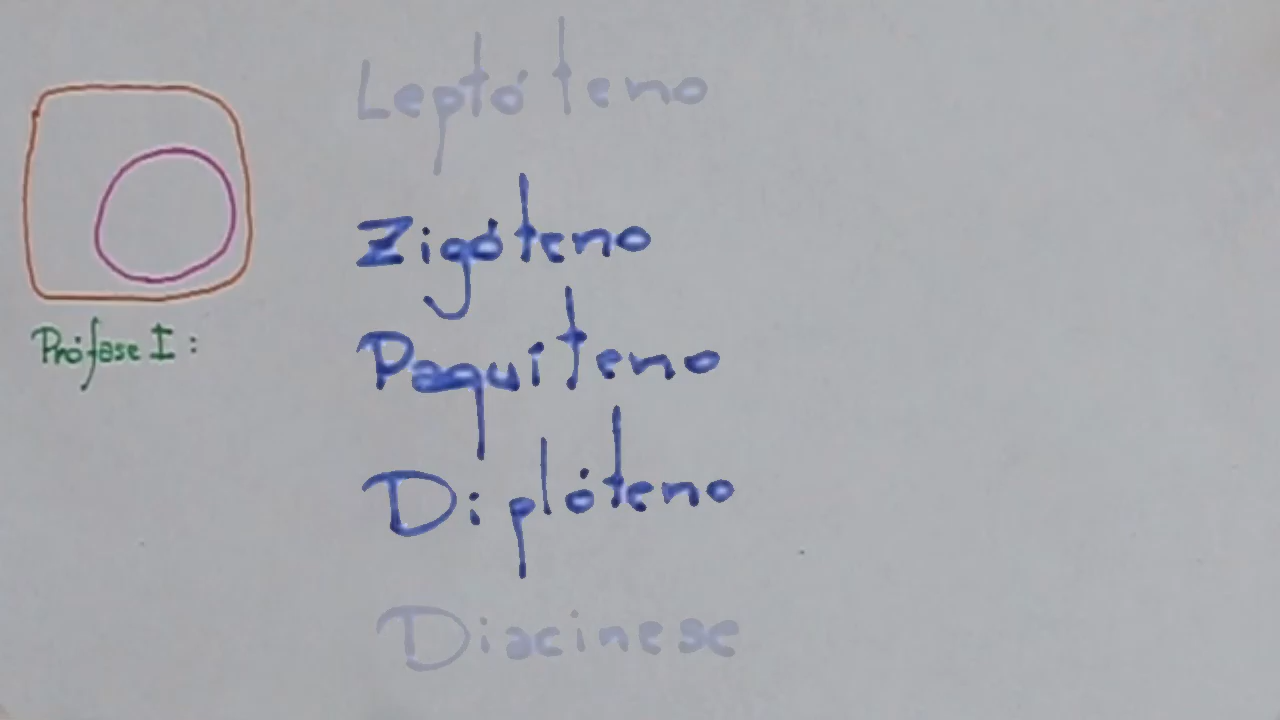 Leptóteno
Zigóteno
Prófase I:
Paquíteno
Diplóteno
Diacinese